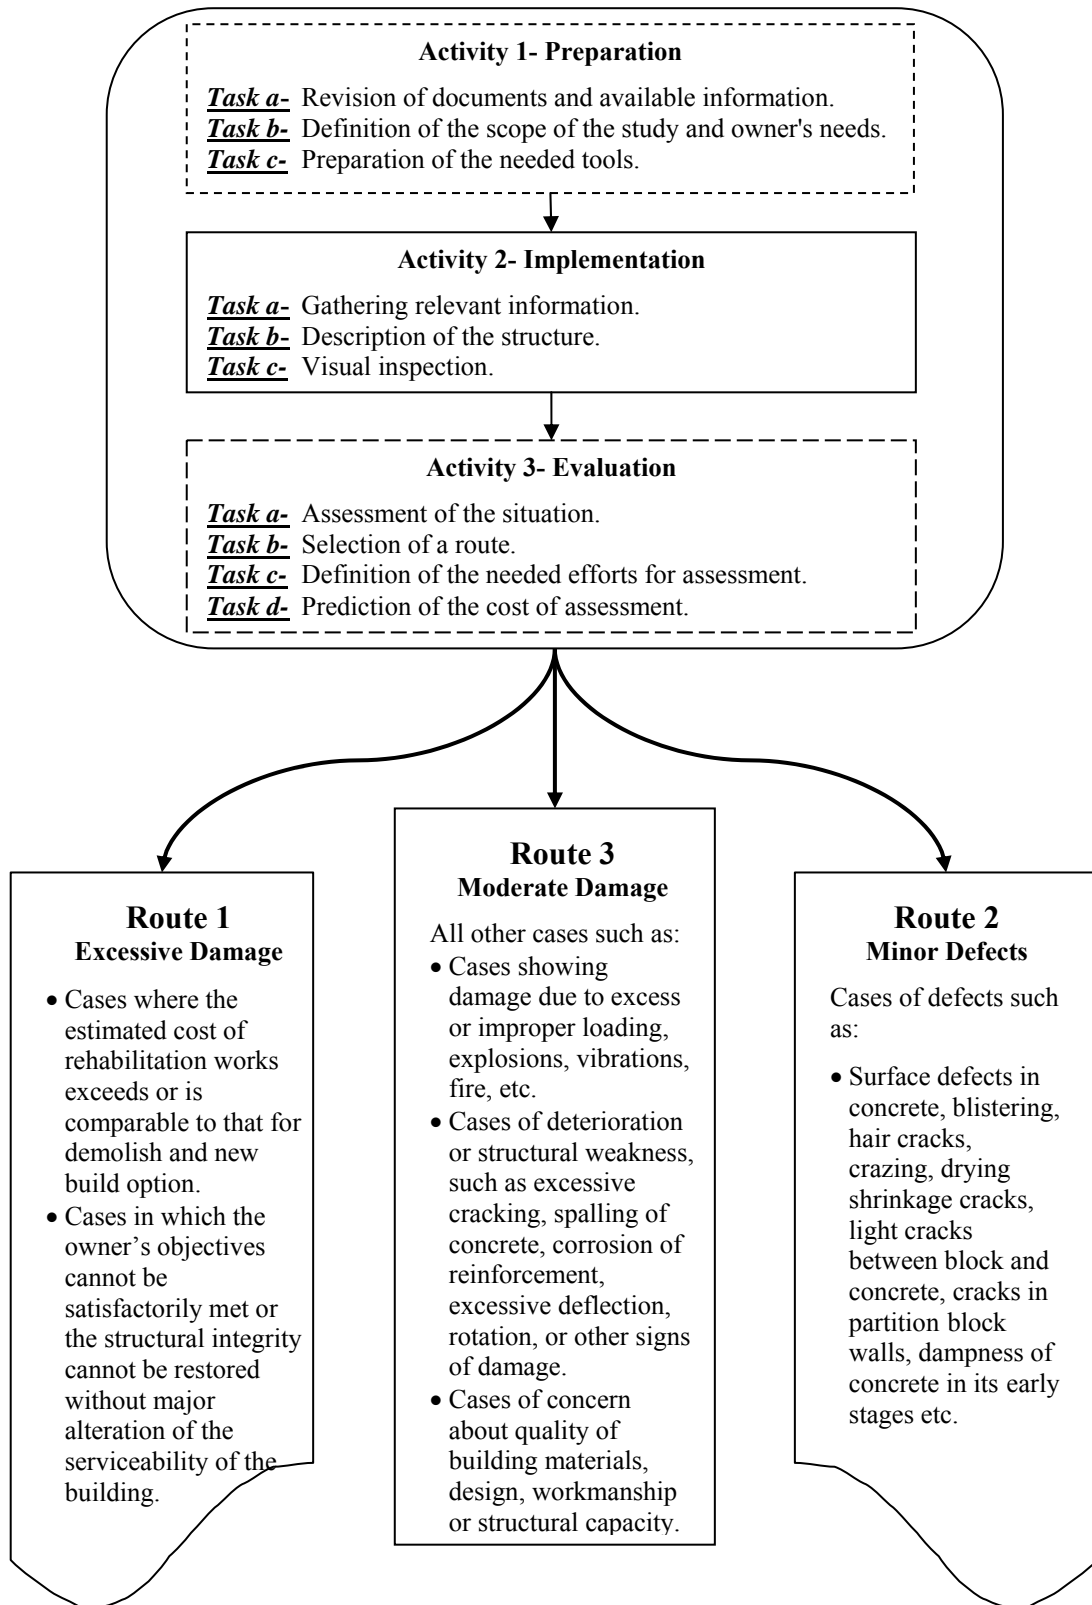 Activity 1- Preparation
Task a- Revision of documents and available information.
Task b- Definition of the scope of the study and owner's needs.
Task c- Preparation of the needed tools.
Activity 2- Implementation
Task a- Gathering relevant information.
Task b- Description of the structure.
Task c- Visual inspection.
Activity 3- Evaluation
Task a- Assessment of the situation.
Task b- Selection of a route.
Task c- Definition of the needed efforts for assessment.
Task d- Prediction of the cost of assessment.
Route 1
Excessive Damage
• Cases where the
estimated cost of
rehabilitation works
exceeds or is
comparable to that for
demolish and new
build option.
• Cases in which the
owner’s objectives
cannot be
satisfactorily met or
the structural integrity
cannot be restored
without major
alteration of the
serviceability of the
building.
Route 3
Moderate Damage
All other cases such as:
• Cases showing
damage due to excess
or improper loading,
explosions, vibrations,
fire, etc.
• Cases of deterioration
or structural weakness,
such as excessive
cracking, spalling of
concrete, corrosion of
reinforcement,
excessive deflection,
rotation, or other signs
of damage.
• Cases of concern
about quality of
building materials,
design, workmanship
or structural capacity.
Route 2
Minor Defects
Cases of defects such
as:
• Surface defects in
concrete, blistering,
hair cracks,
crazing, drying
shrinkage cracks,
light cracks
between block and
concrete, cracks in
partition block
walls, dampness of
concrete in its early
stages etc.